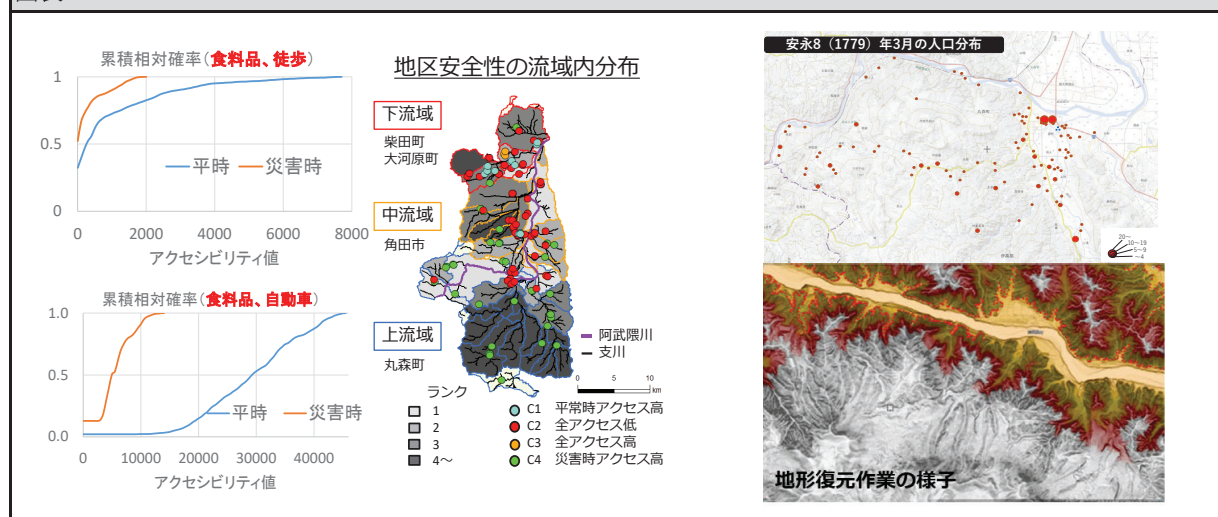 累積相対確率(食料品、徒歩)
1
0.5
0
平時
災害時
0
2000
4000
6000
8000
アクセシビリティ値
累積相対確率(食料品、自動車)
1.0
0.5
0.0
平時
災害時
0
10000
20000
30000
40000
アクセシビリティ値
地区安全性の流域内分布
下流域
柴田町
大河原町
中流域
角田市
上流域
丸森町
阿武隈川
支川
0 5 10
km
ランク
1
2
3
4～
C1 平常時アクセス高
C2 全アクセス低
C3 全アクセス高
C4 災害時アクセス高
安永8（1779）年3月の人口分布
20～
10～19
5～9
～4
地形復元作業の様子